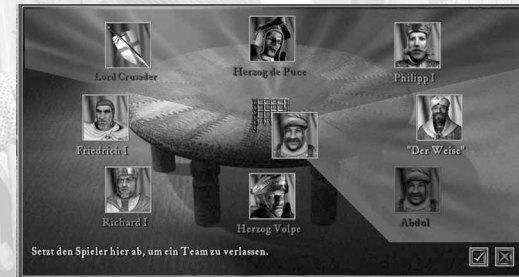 Lord Crusader
Herzog de Puce
Philipp I
Friedrich I
"Der Weise"
Richard I
Herzog Volpe
Abdul
Setzt den Spieler hier ab, um ein Team zu verlassen.